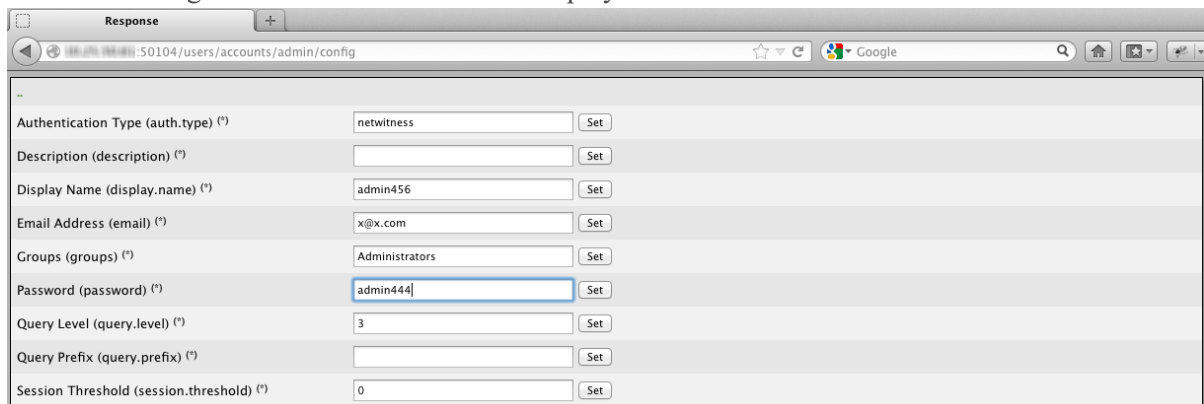 Response +
:50104/users/accounts/admin/config Google
..
Authentication Type (auth.type) (*) netwitness Set
Description (description) (*) Set
Display Name (display.name) (*) admin456 Set
Email Address (email) (*) x@x.com Set
Groups (groups) (*) Administrators Set
Password (password) (*) admin444 Set
Query Level (query.level) (*) 3 Set
Query Prefix (query.prefix) (*) Set
Session Threshold (session.threshold) (*) 0 Set